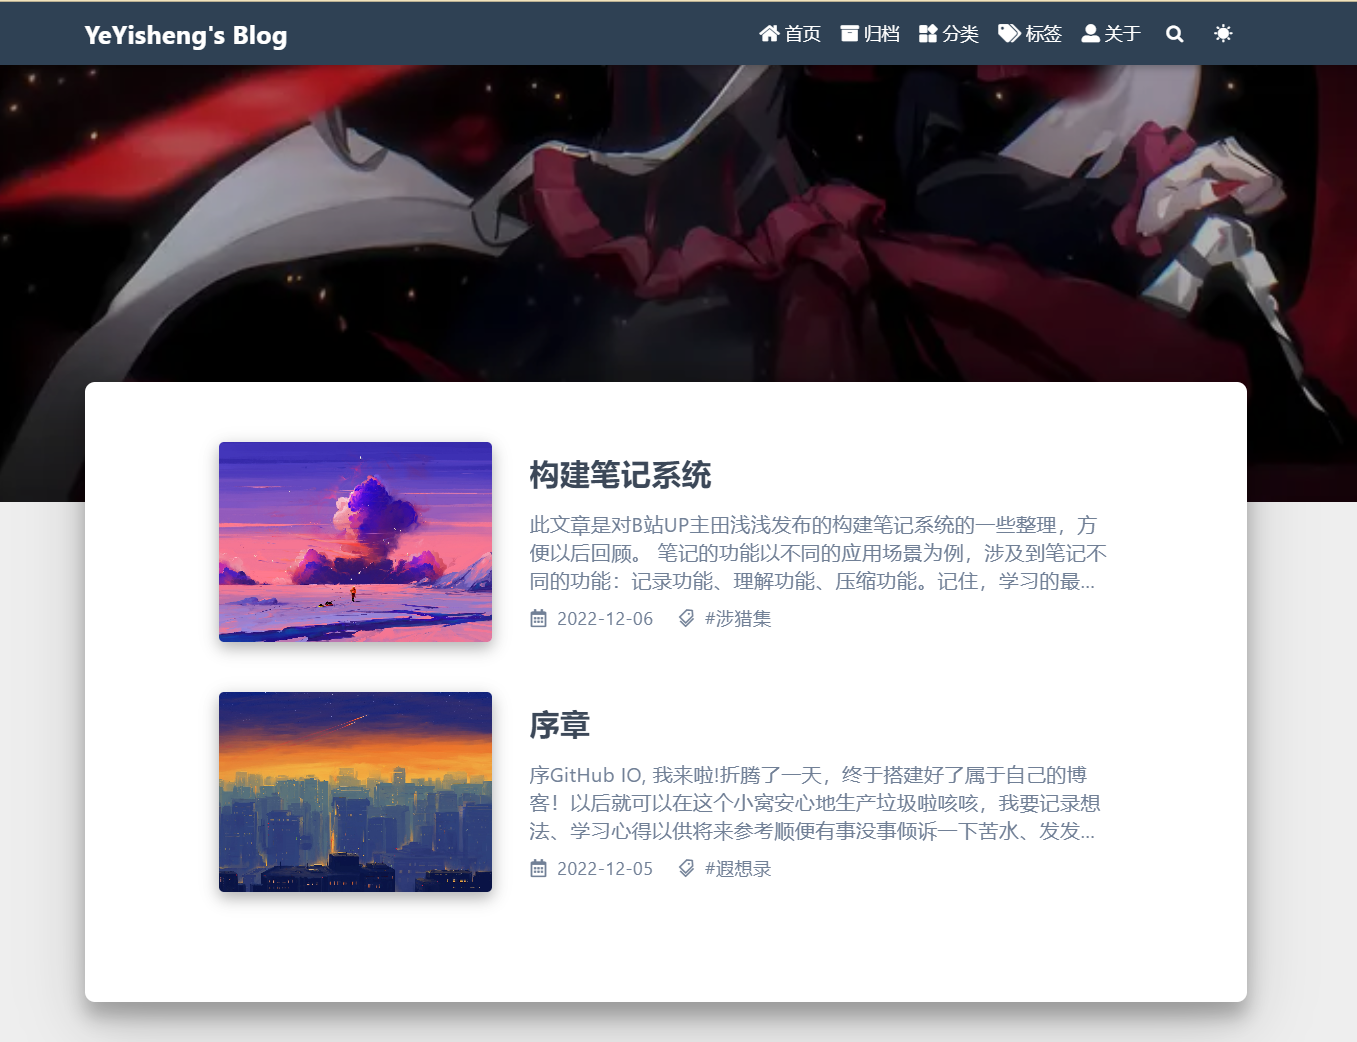 YeYisheng's Blog
首页 归档 分类 标签 关于
构建笔记系统
此文章是对B站UP主田浅浅发布的构建笔记系统的一些整理，方
便以后回顾。 笔记的功能以不同的应用场景为例，涉及到笔记不
同的功能：记录功能、理解功能、压缩功能。记住，学习的最...
2022-12-06 #涉猎集
序章
序GitHub IO, 我来啦!折腾了一天，终于搭建好了属于自己的博
客！以后就可以在这个小窝安心地生产垃圾啦咳咳，我要记录想
法、学习心得以供将来参考顺便有事没事倾诉一下苦水、发发...
2022-12-05 #遐想录